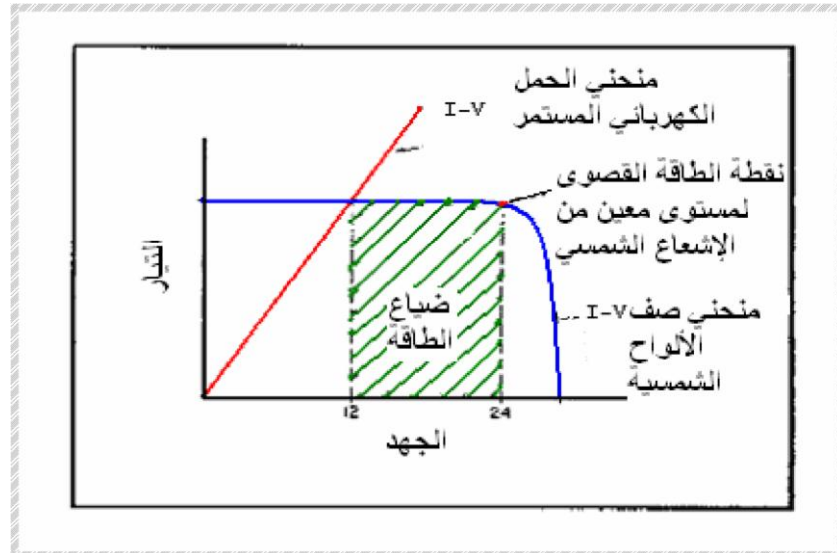 منحني الحمل
I-V الكهربائي المستمر
نقطة الطاقة القصوى
لمستوى معين من
الإشعاع الشمسي
التيار
ضياع
الطاقة
منحني صف I-V
الألواح
الشمسية
12 24
الجهد